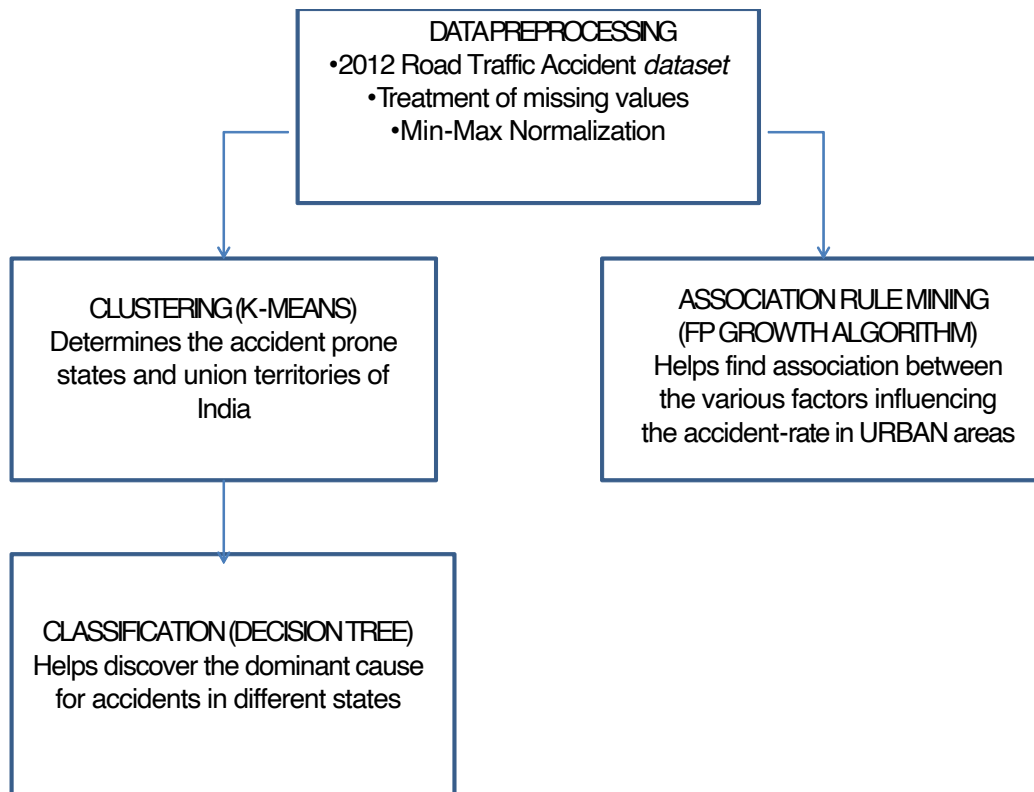 DATA PREPROCESSING
•2012 Road Traffic Accident dataset
•Treatment of missing values
•Min-Max Normalization
CLUSTERING (K-MEANS)
Determines the accident prone
states and union territories of
India
ASSOCIATION RULE MINING
(FP GROWTH ALGORITHM)
Helps find association between
the various factors influencing
the accident-rate in URBAN areas
CLASSIFICATION (DECISION TREE)
Helps discover the dominant cause
for accidents in different states